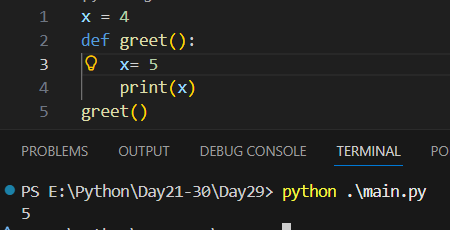 1 x = 4
2 def greet():
3 x= 5
4 print(x)
5 greet()
PROBLEMS OUTPUT DEBUG CONSOLE TERMINAL PO
PS E:\Python\Day21-30\Day29> python .\main.py
5